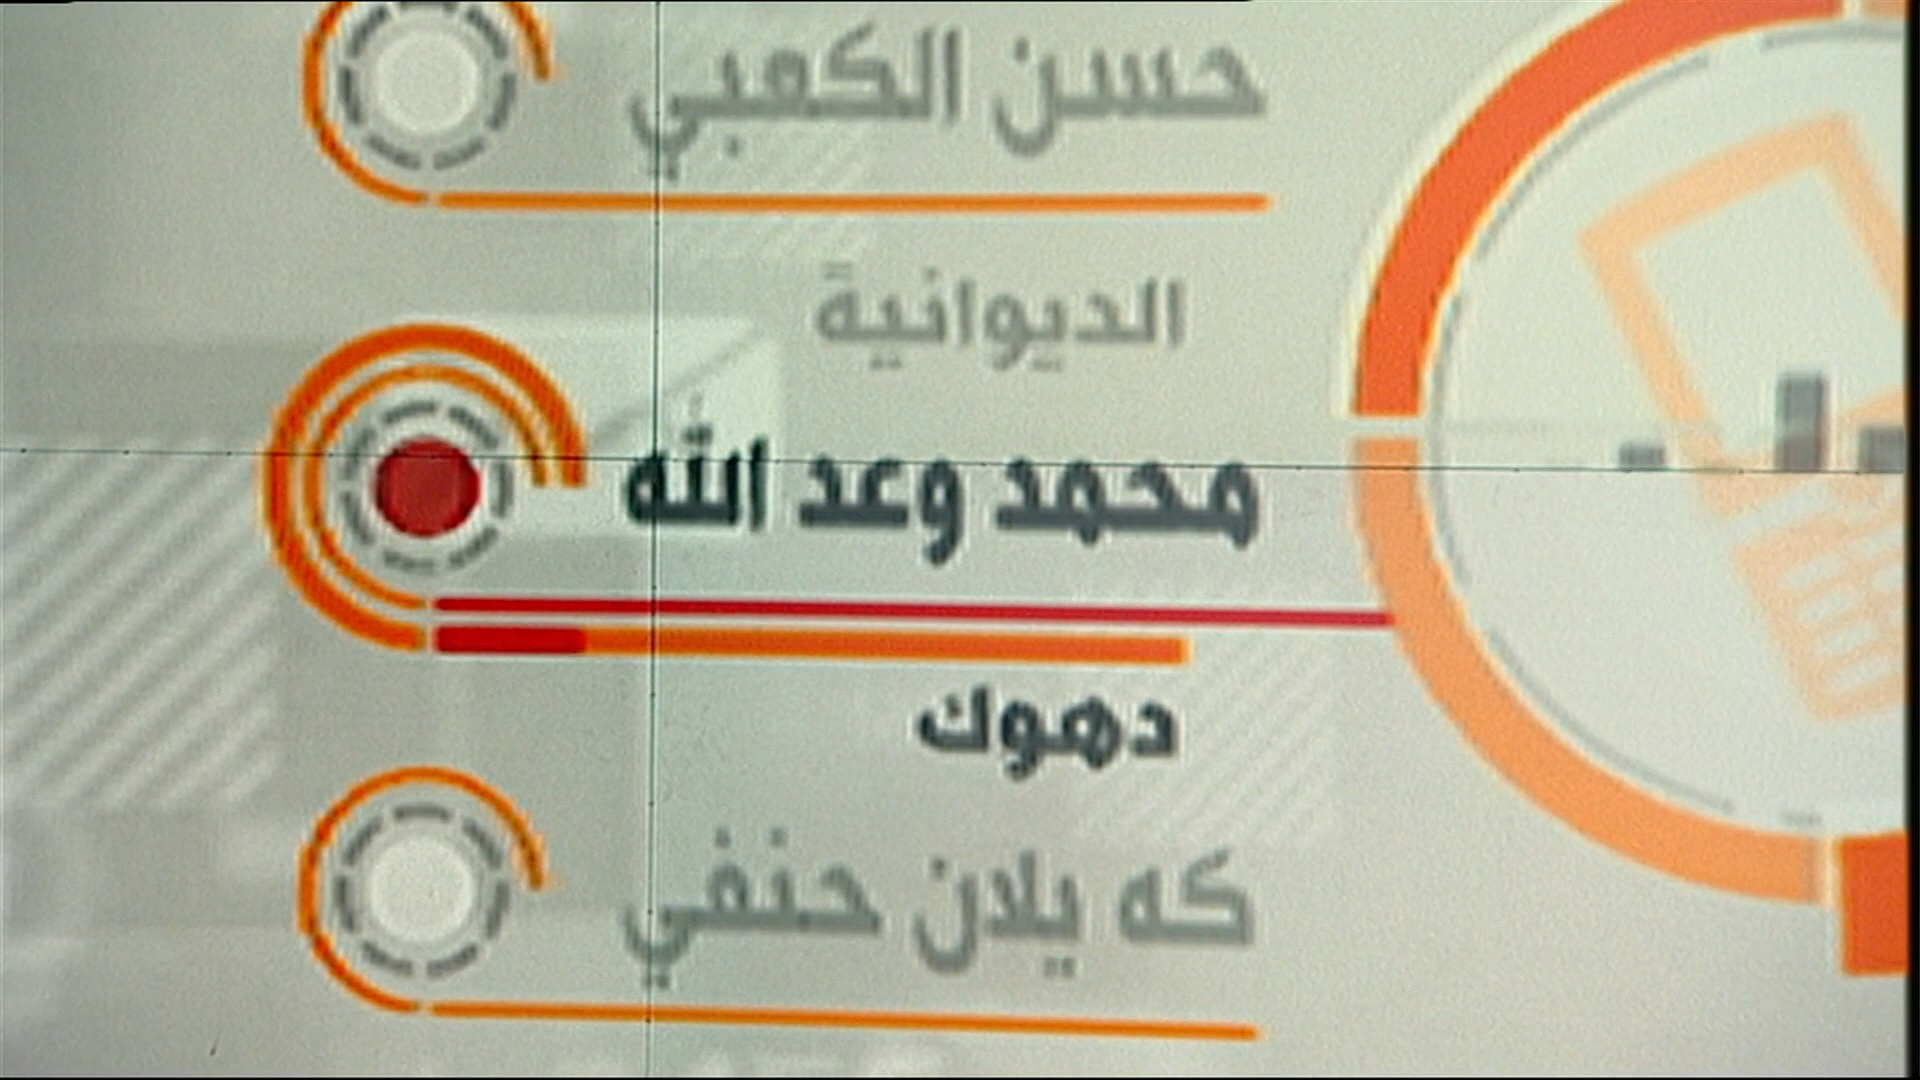 حسن الكعبي
الديوانية
محمد وعد الله
دهوك
كه يلان حنفي